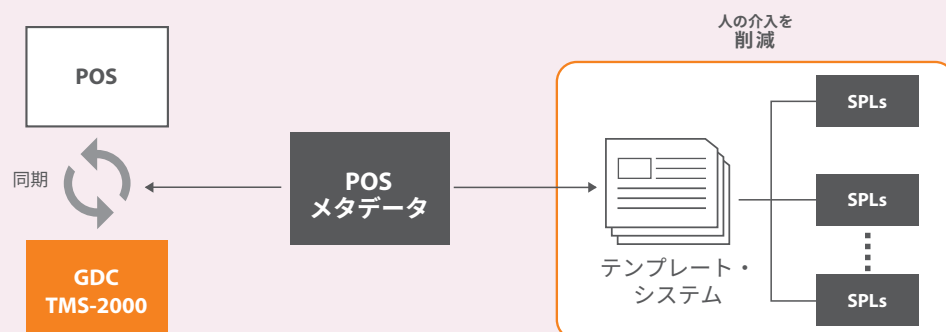 人の介入を
削減
POS
同期
GDC
TMS-2000
POS
メタデータ
テンプレート・
システム
SPLs
SPLs
SPLs